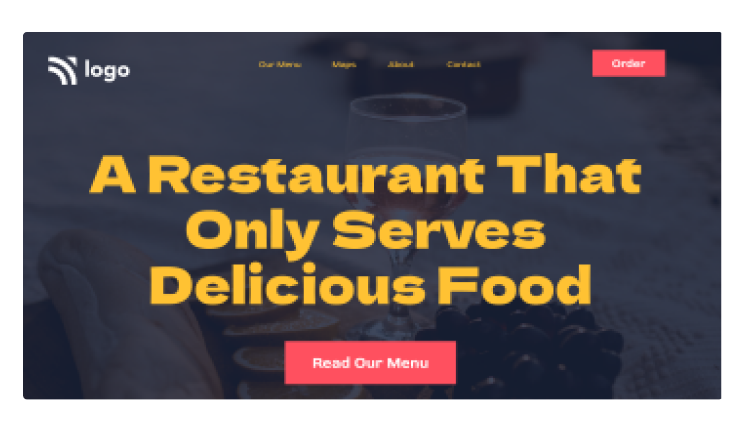 logo
Our Menu Maps About Contact
Order
A Restaurant That
Only Serves
Delicious Food
Read Our Menu